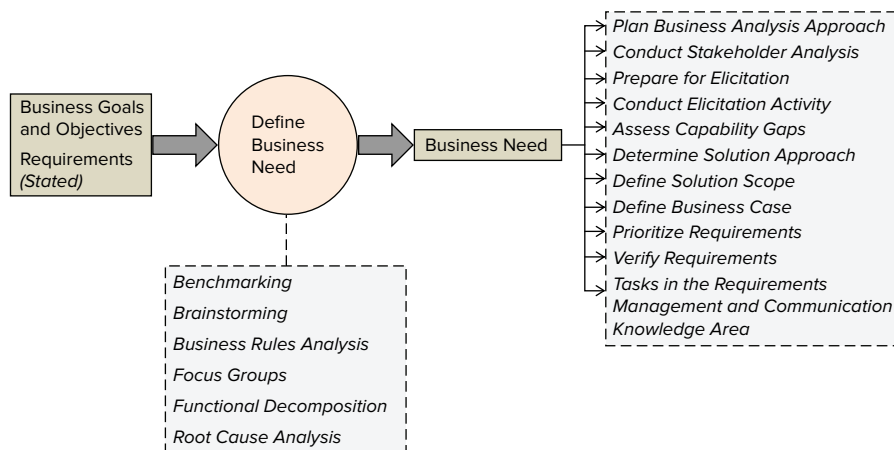 Business Goals
and Objectives
Requirements
(Stated)
Define
Business
Need
Business Need
Plan Business Analysis Approach
Conduct Stakeholder Analysis
Prepare for Elicitation
Conduct Elicitation Activity
Assess Capability Gaps
Determine Solution Approach
Define Solution Scope
Define Business Case
Prioritize Requirements
Verify Requirements
Tasks in the Requirements
Management and Communication
Knowledge Area
Benchmarking
Brainstorming
Business Rules Analysis
Focus Groups
Functional Decomposition
Root Cause Analysis